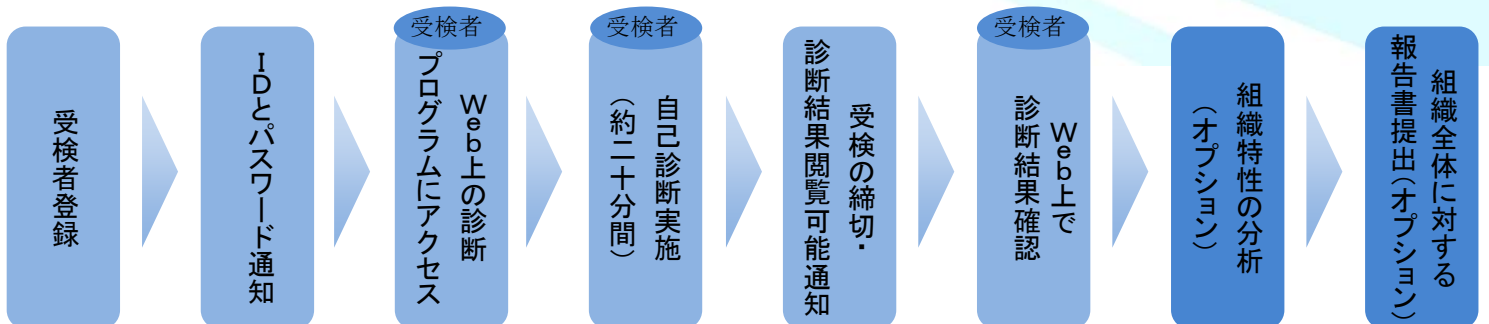 受検者登録
IDとパスワード通知
受検者
Web上の診断
プログラムにアクセス
受検者
自己診断実施
(約二十分間)
受検の締切・
診断結果閲覧可能通知
受検者
Web上で
診断結果確認
組織特性の分析
(オプション)
組織全体に対する
報告書提出(オプション)